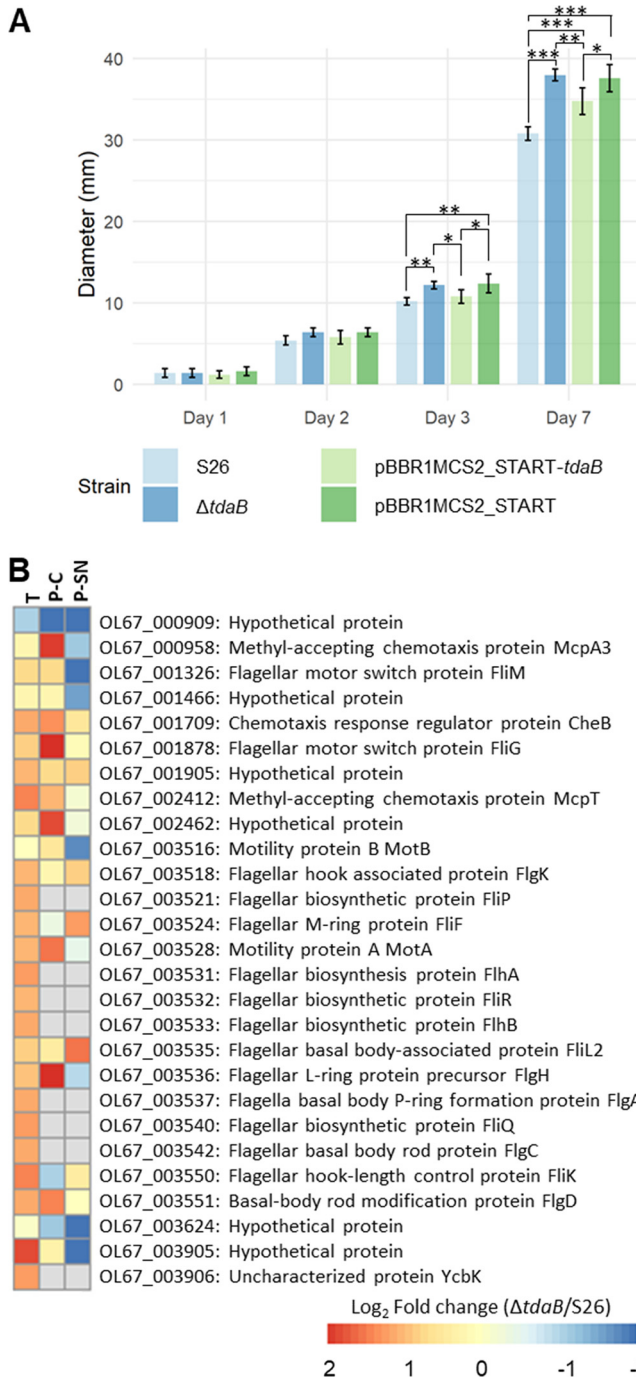 A
***
***
*** **
*
40
30
20
10
0
Diameter (mm)
**
*
** *
Day 1 Day 2 Day 3 Day 7
Strain
S26 pBBR1MCS2_START-tdaB
ΔtdaB pBBR1MCS2_START
B
T P-C P-SN
OL67_000909: Hypothetical protein
OL67_000958: Methyl-accepting chemotaxis protein McpA3
OL67_001326: Flagellar motor switch protein FliM
OL67_001466: Hypothetical protein
OL67_001709: Chemotaxis response regulator protein CheB
OL67_001878: Flagellar motor switch protein FliG
OL67_001905: Hypothetical protein
OL67_002412: Methyl-accepting chemotaxis protein McpT
OL67_002462: Hypothetical protein
OL67_003516: Motility protein B MotB
OL67_003518: Flagellar hook associated protein FlgK
OL67_003521: Flagellar biosynthetic protein FliP
OL67_003524: Flagellar M-ring protein FliF
OL67_003528: Motility protein A MotA
OL67_003531: Flagellar biosynthesis protein FlhA
OL67_003532: Flagellar biosynthetic protein FliR
OL67_003533: Flagellar biosynthetic protein FlhB
OL67_003535: Flagellar basal body-associated protein FliL2
OL67_003536: Flagellar L-ring protein precursor FlgH
OL67_003537: Flagella basal body P-ring formation protein FlgA
OL67_003540: Flagellar biosynthetic protein FliQ
OL67_003542: Flagellar basal body rod protein FlgC
OL67_003550: Flagellar hook-length control protein FliK
OL67_003551: Basal-body rod modification protein FlgD
OL67_003624: Hypothetical protein
OL67_003905: Hypothetical protein
OL67_003906: Uncharacterized protein YcbK
Log2 Fold change (ΔtdaB/S26)
2 1 0 -1 -